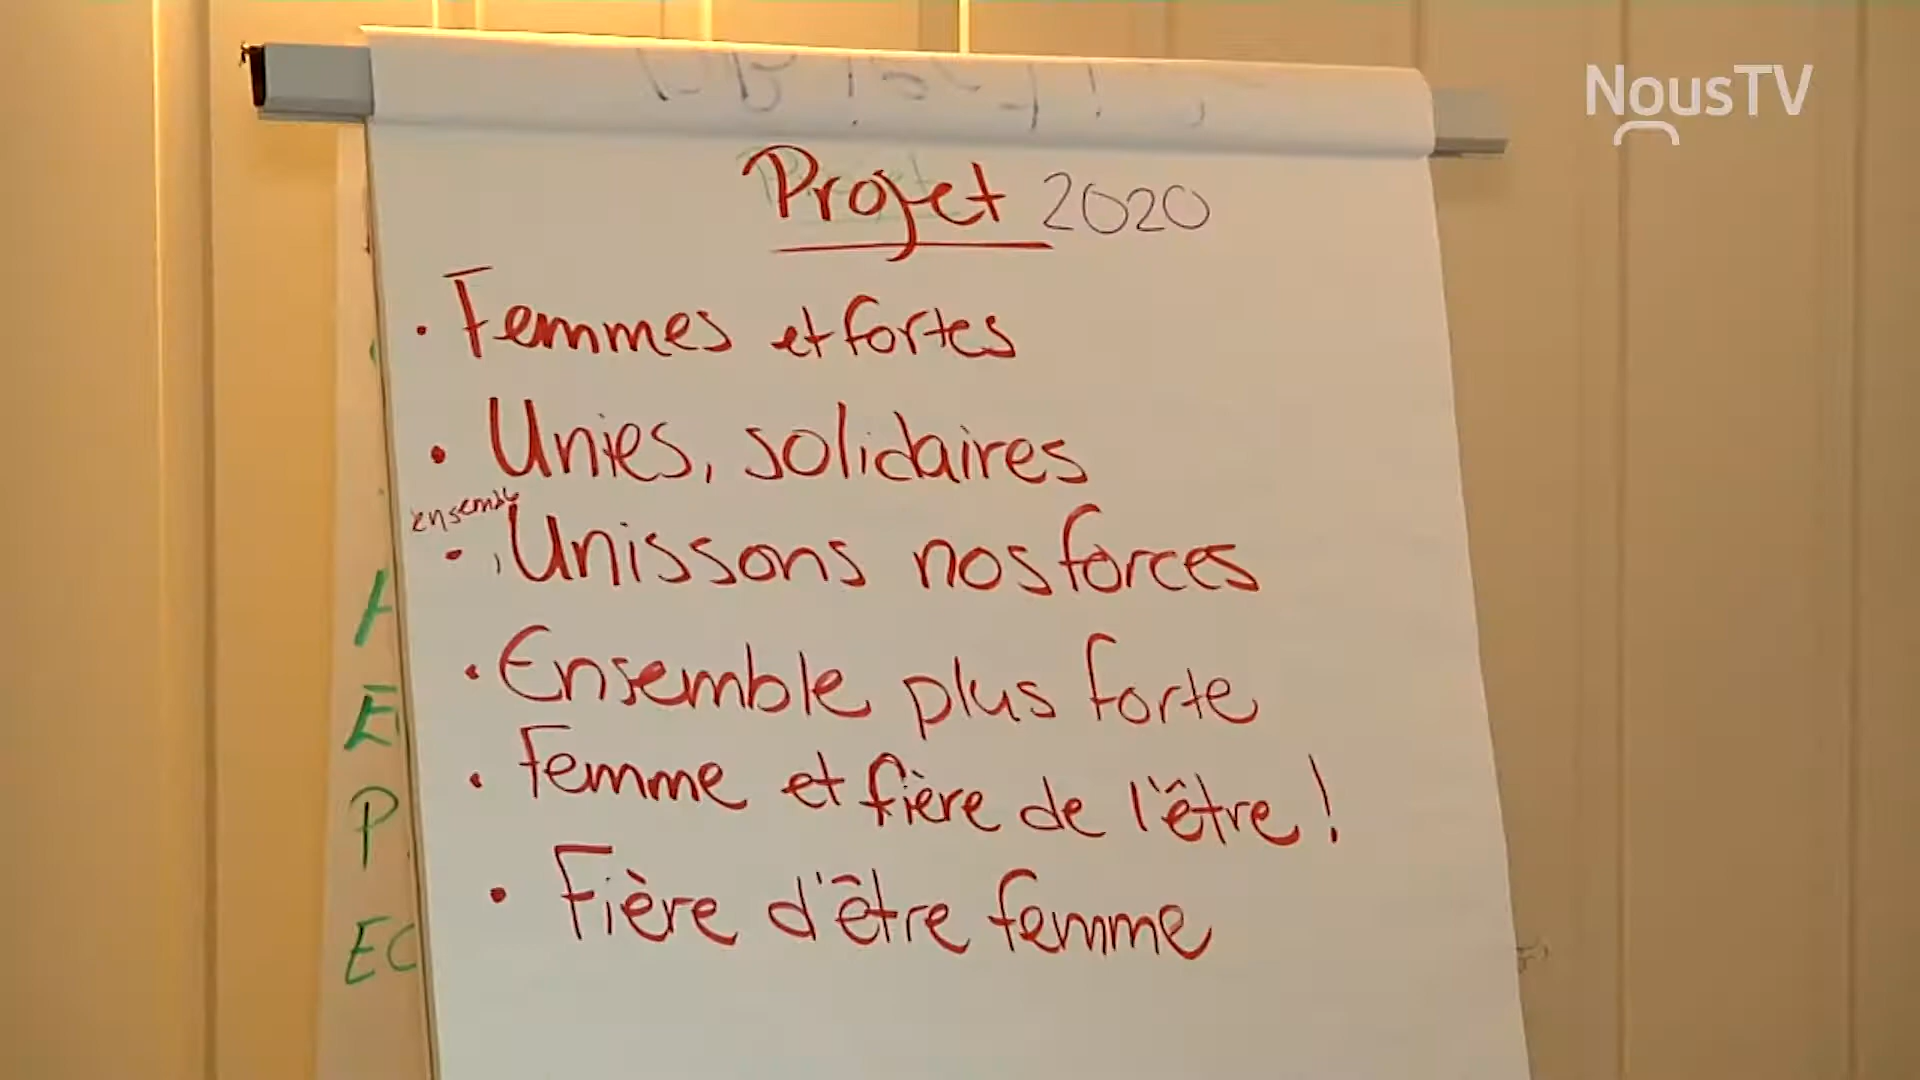 NousTV
Projet 2020
• Femmes et fortes
• Unies, solidaires
ensemble
• , Unissons nos forces
• Ensemble plus forte
• Femme et fière de l'être !
• Fière d'être femme
E
P
EC